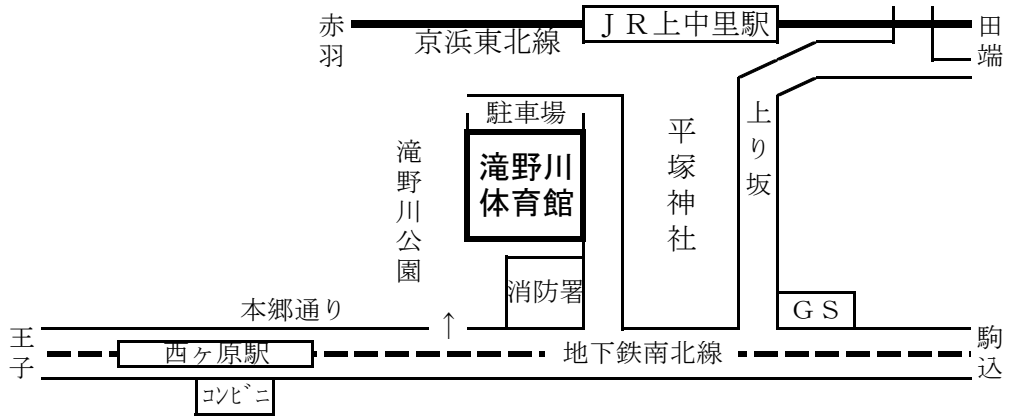 赤羽
京浜東北線
ＪＲ上中里駅
田端
駐車場
滝野川
体育館
滝野川公園
平塚神社
上り坂
消防署
ＧＳ
本郷通り
↑
王子
西ヶ原駅
地下鉄南北線
駒込
ｺﾝﾋﾞﾆ